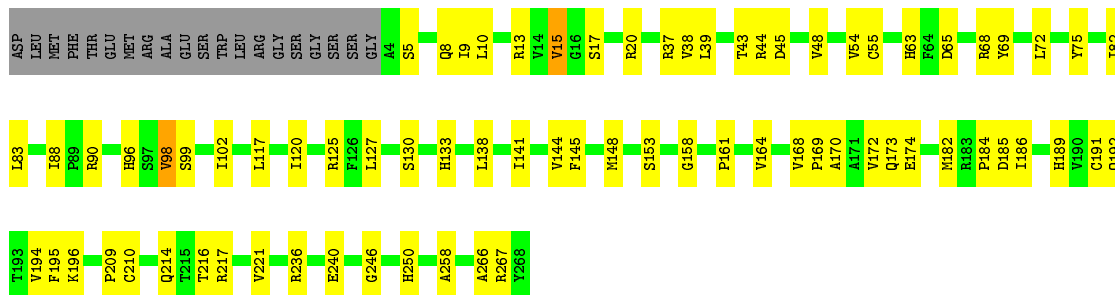 ASP LEU MET PHE THR GLU MET ARG ALA GLU SER TRP LEU ARG GLY SER GLY SER SER GLY A4 S5 Q8 I9 L10 R13 V14 V15 G16 S17 R20 R37 V38 L39 T43 R44 D45 V48 V54 C55 H63 F64 D65 R68 Y69 L72 Y75
L83 I88 P89 R90 H96 S97 V98 S99 I102 L117 I120 R125 F126 L127 S130 H133 L138 I141 V144 F145 M148 S153 G158 P161 V164 V168 P169 A170 A171 V172 Q173 E174 M182 R183 P184 D185 I186 H189 V190 C191
T193 V194 F195 K196 P209 C210 Q214 T215 T216 R217 V221 R236 E240 G246 H250 A258 A266 R267 Y268